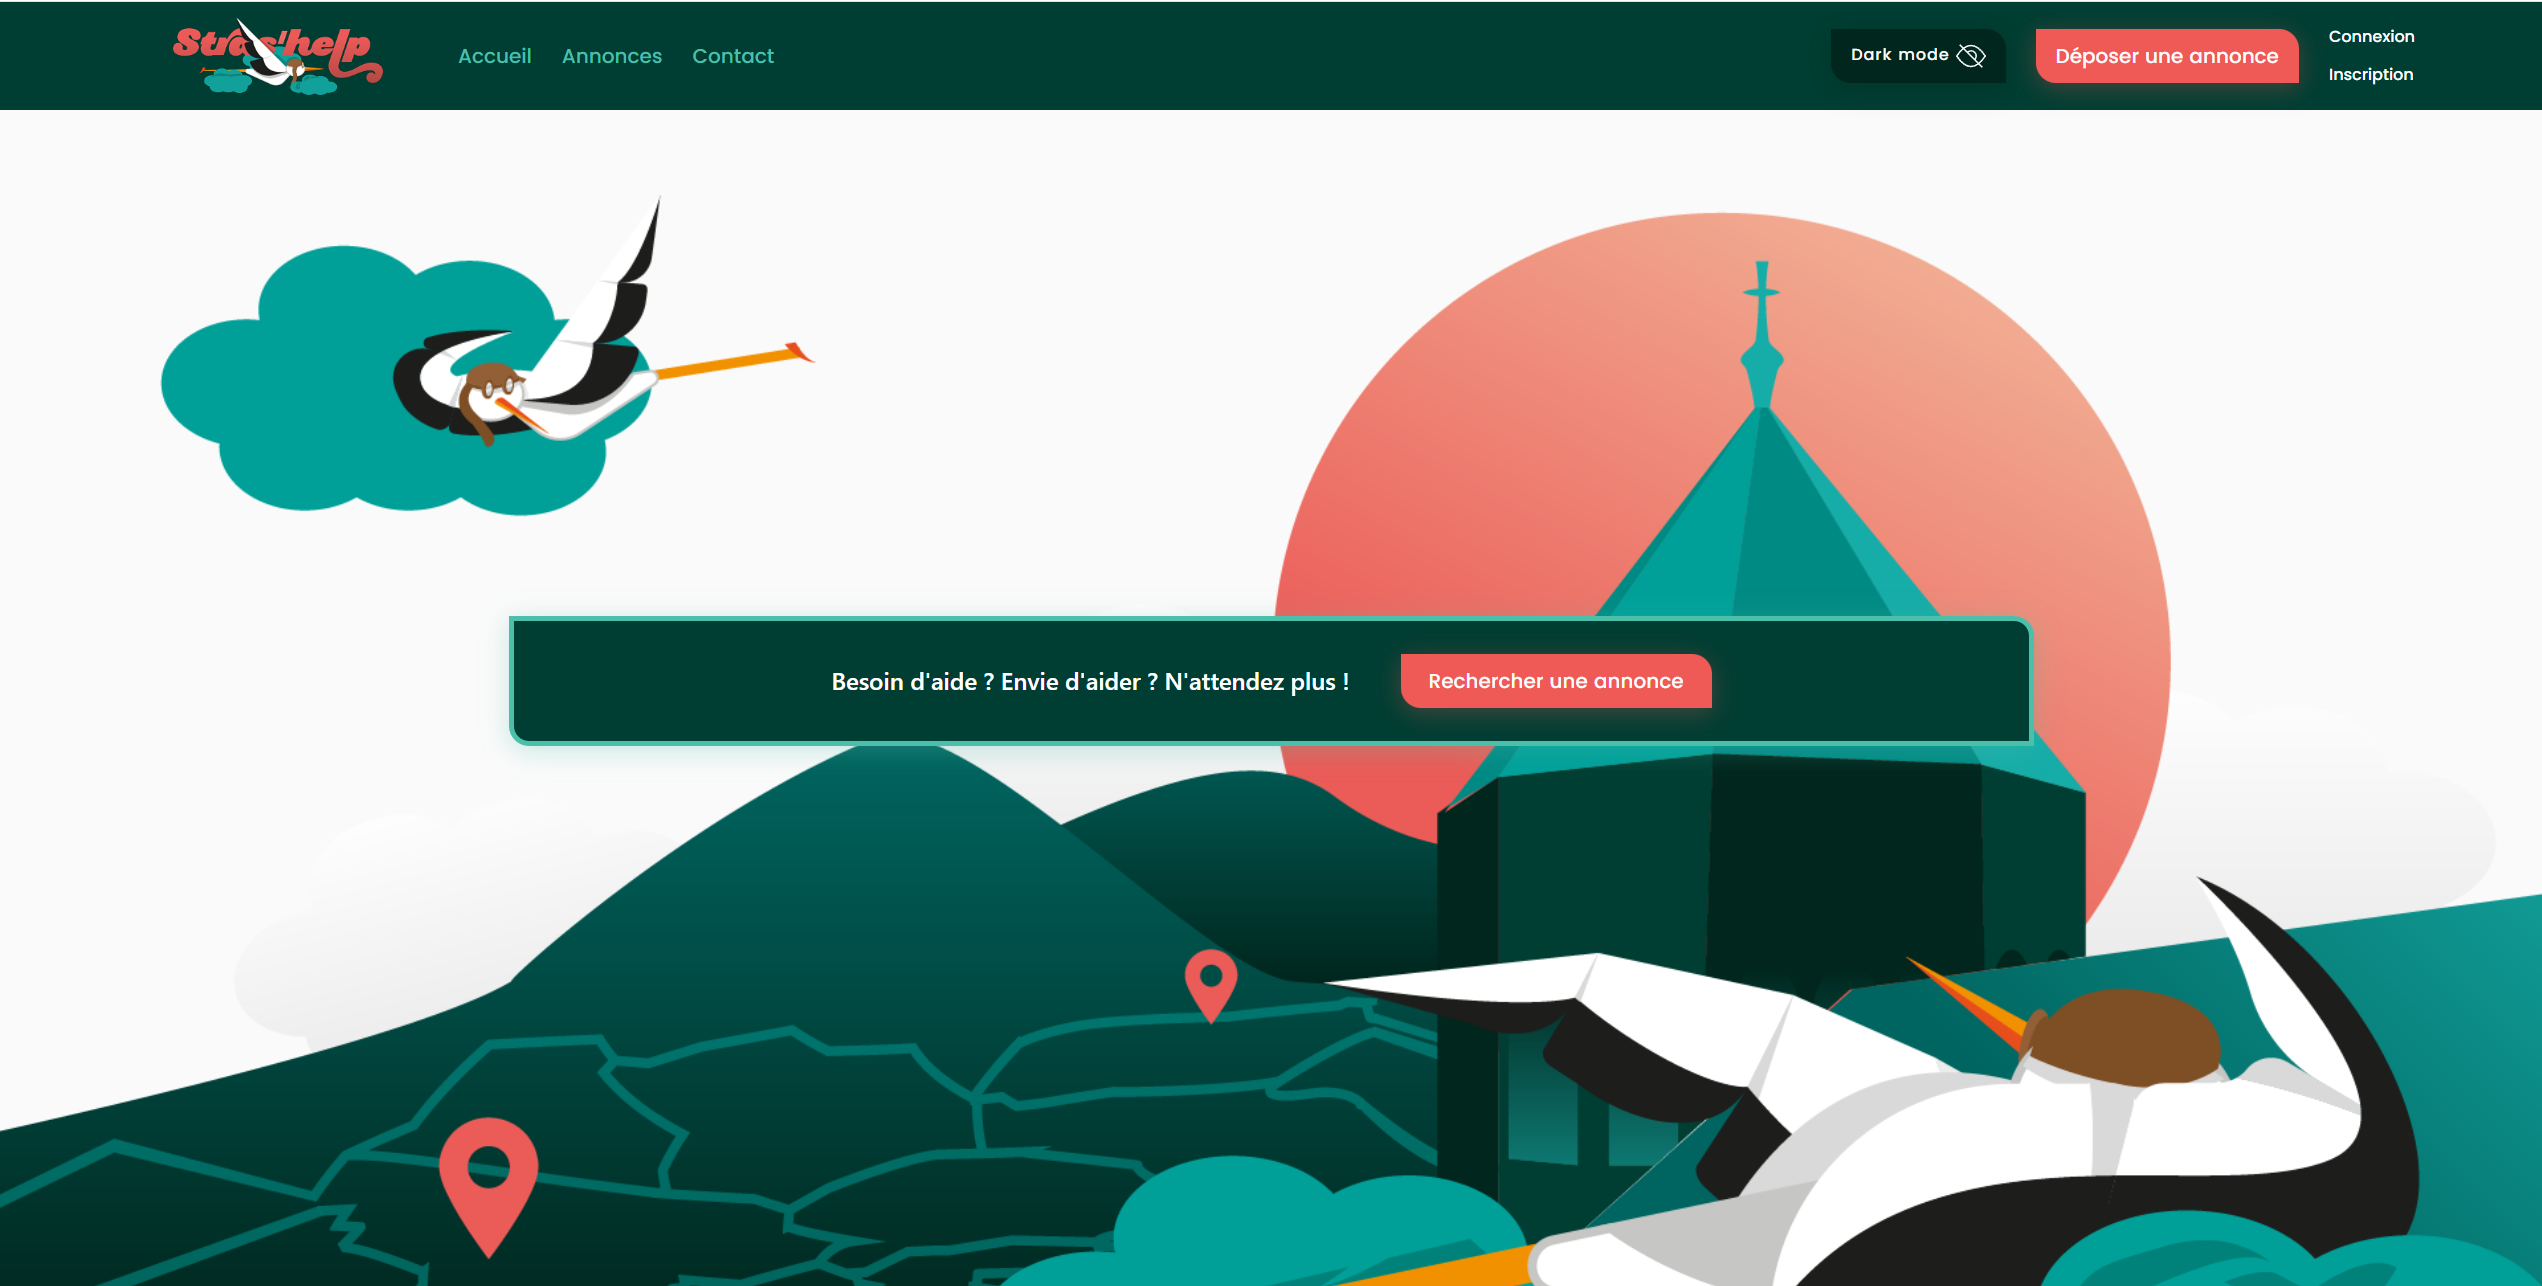 Stras'help
Accueil
Annonces
Contact
Dark mode
Déposer une annonce
Connexion
Inscription
Besoin d'aide ? Envie d'aider ? N'attendez plus !
Rechercher une annonce